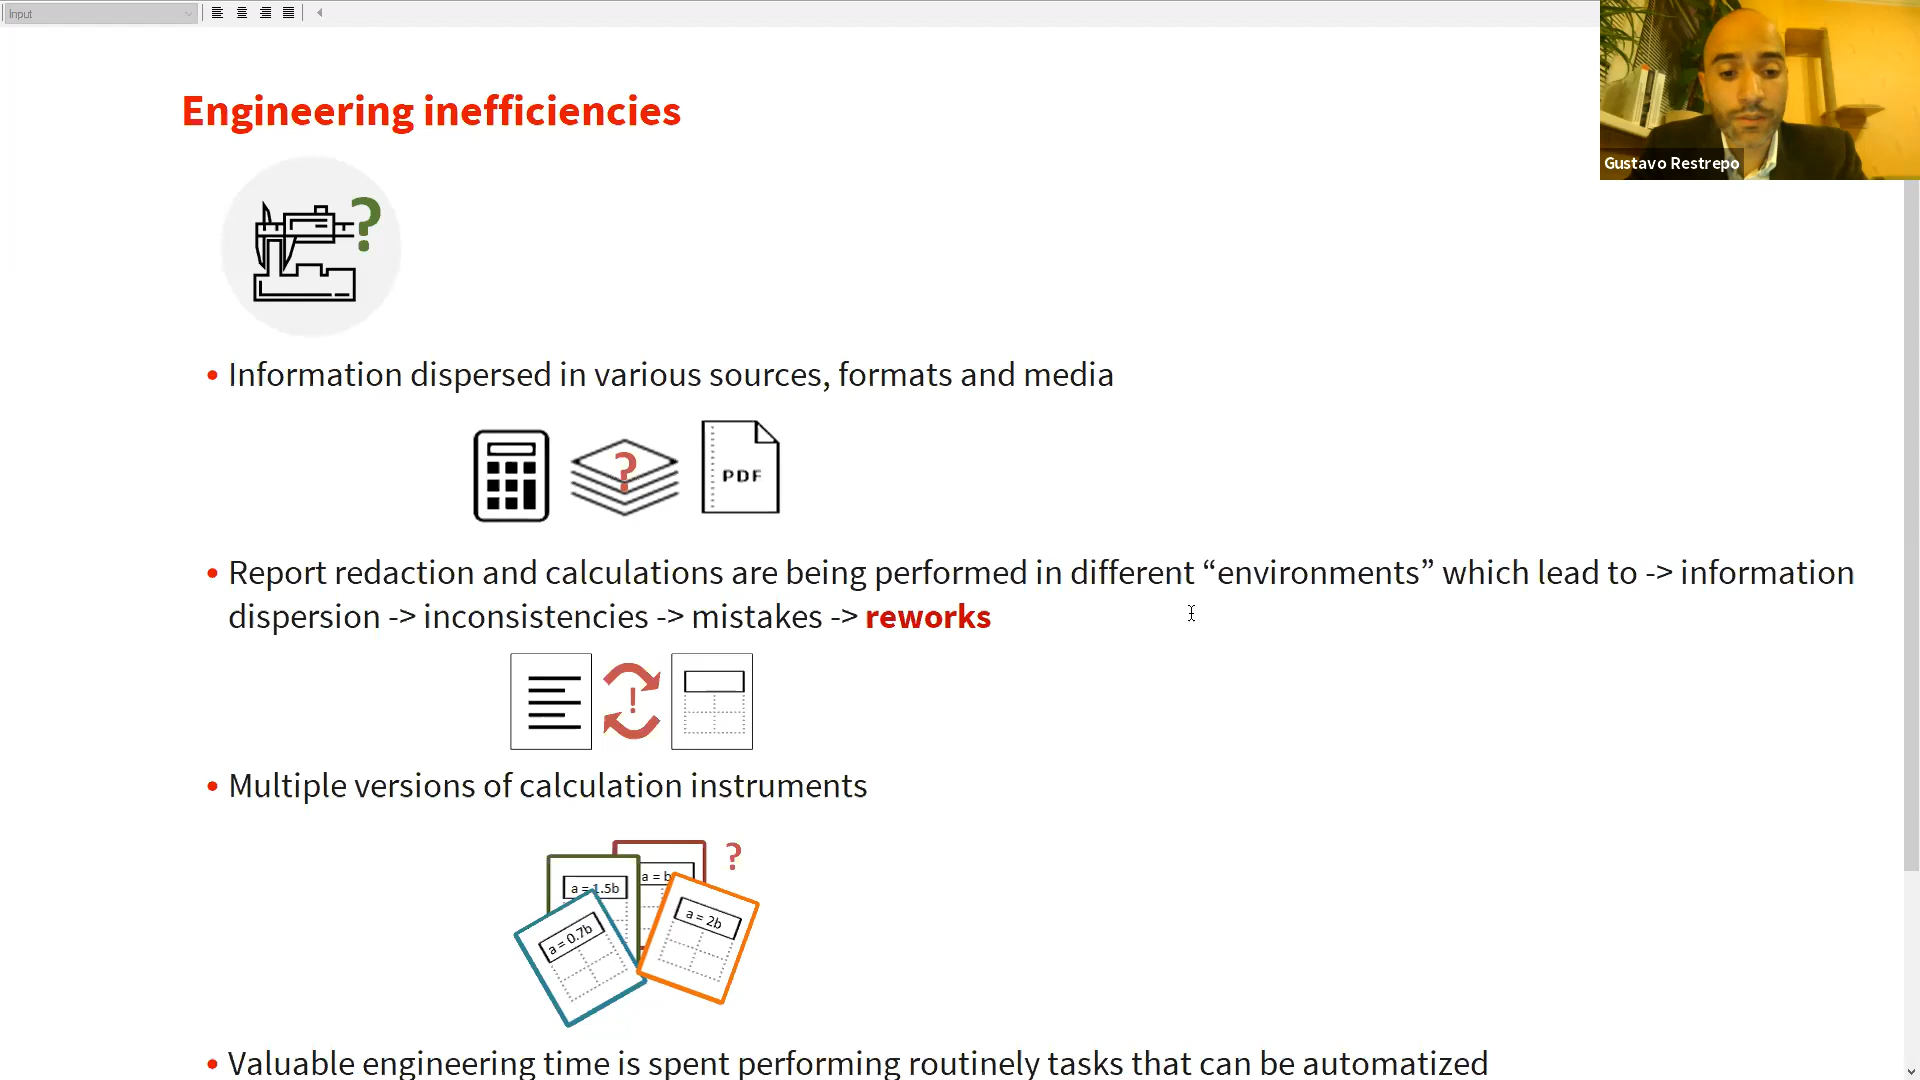 Input
Gustavo Restrepo
Engineering inefficiencies
?
• Information dispersed in various sources, formats and media
?
PDF
• Report redaction and calculations are being performed in different “environments” which lead to -> information
dispersion -> inconsistencies -> mistakes -> reworks
!
• Multiple versions of calculation instruments
?
a = b
a = 1.5b
a = 2b
a = 0.7b
• Valuable engineering time is spent performing routinely tasks that can be automatized